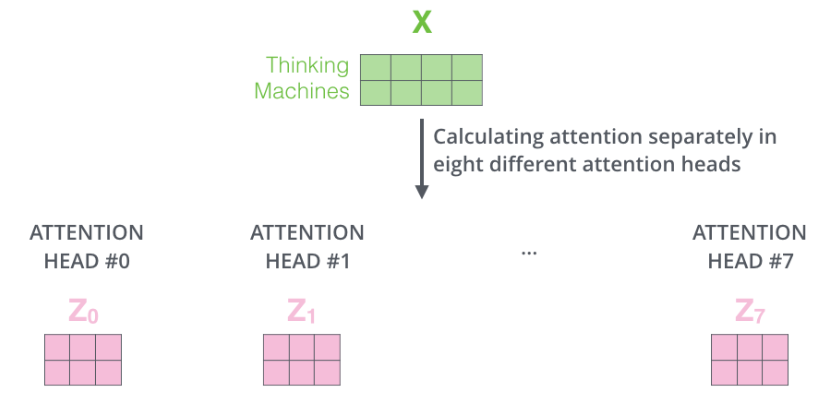 X
Thinking
Machines
Calculating attention separately in
eight different attention heads
ATTENTION
HEAD #0
ATTENTION
HEAD #1
...
ATTENTION
HEAD #7
Z0
Z1
Z7